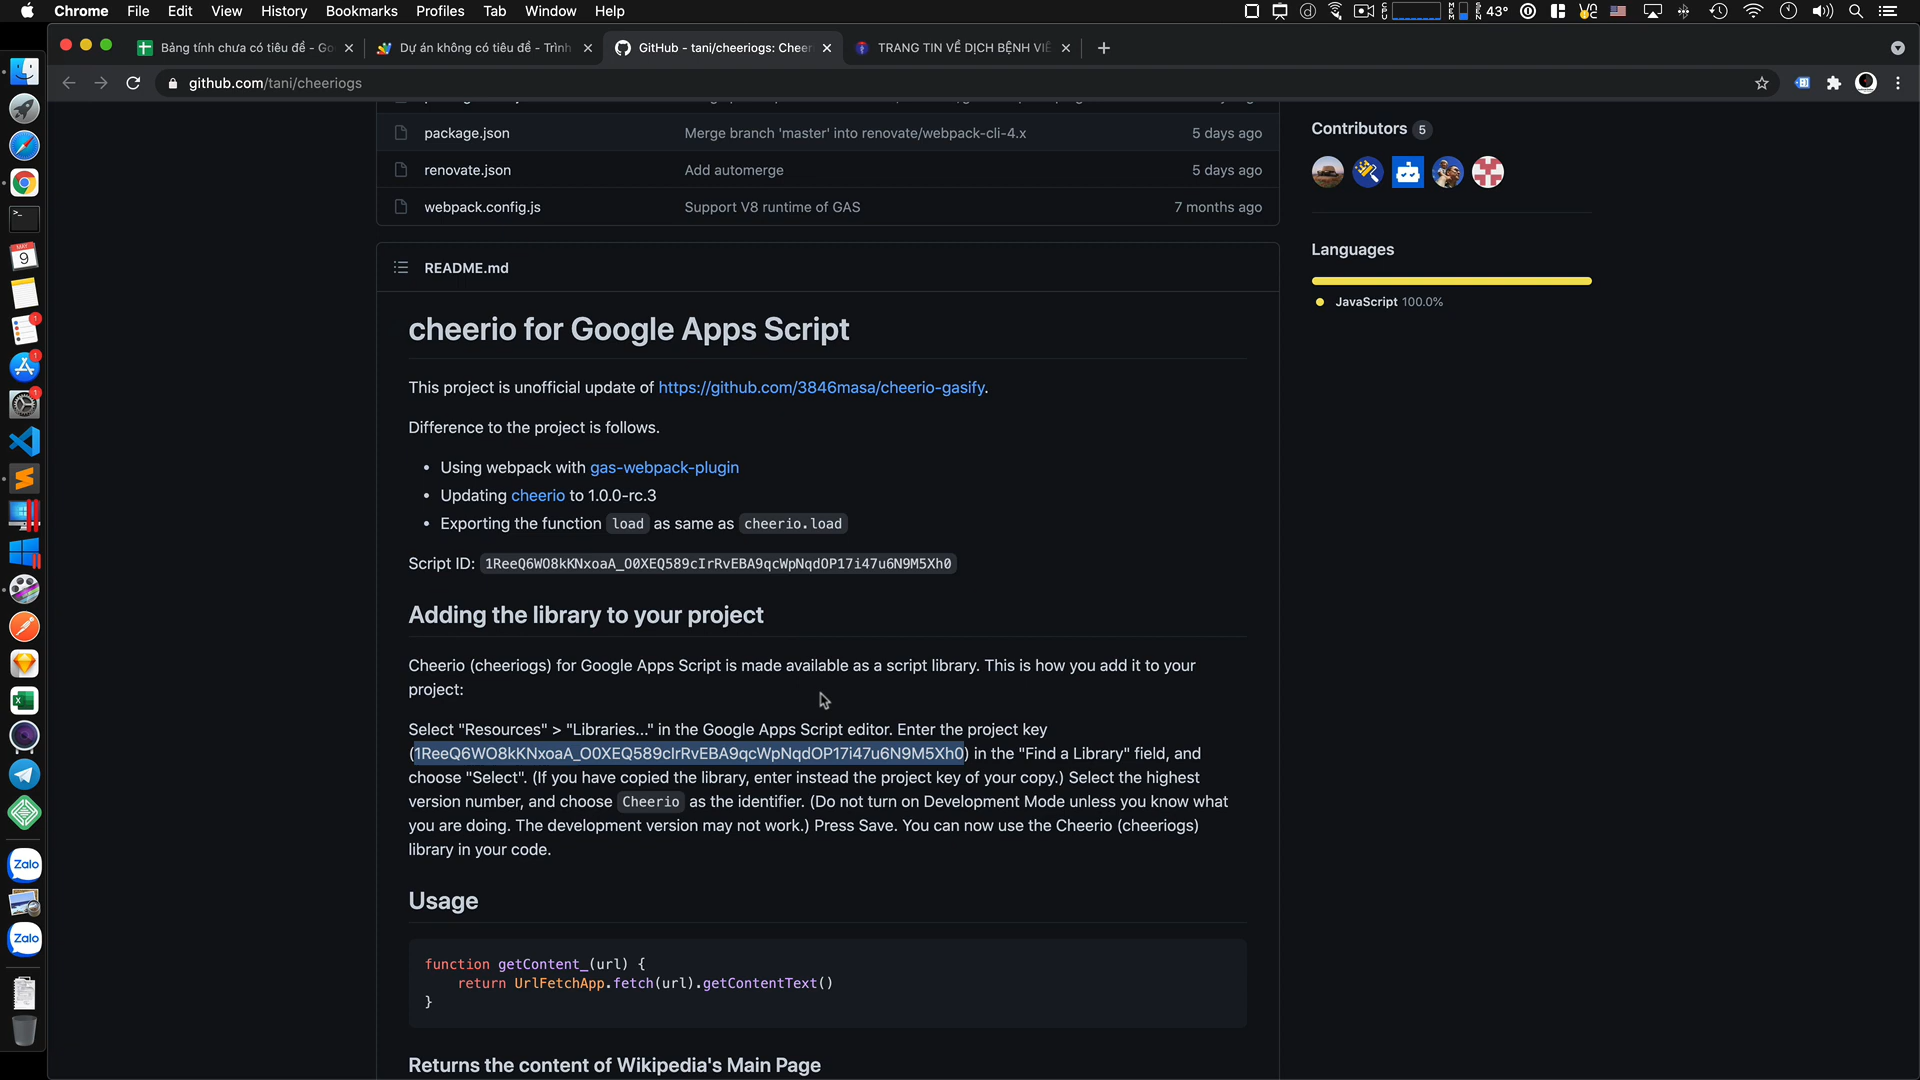 Chrome File Edit View History Bookmarks Profiles Tab Window Help
43°
Bảng tính chưa có tiêu đề - Go
Dự án không có tiêu đề - Trình
GitHub - tani/cheeriogs: Cheer
TRANG TIN VỀ DỊCH BỆNH VIÊ
github.com/tani/cheeriogs
package.json Merge branch 'master' into renovate/webpack-cli-4.x 5 days ago
renovate.json Add automerge 5 days ago
webpack.config.js Support V8 runtime of GAS 7 months ago
Contributors 5
Languages
JavaScript 100.0%
README.md
cheerio for Google Apps Script
This project is unofficial update of https://github.com/3846masa/cheerio-gasify.
Difference to the project is follows.
• Using webpack with gas-webpack-plugin
• Updating cheerio to 1.0.0-rc.3
• Exporting the function load as same as cheerio.load
Script ID: 1ReeQ6WO8kKNxoaA_O0XEQ589cIrRvEBA9qcWpNqdOP17i47u6N9M5Xh0
Adding the library to your project
Cheerio (cheeriogs) for Google Apps Script is made available as a script library. This is how you add it to your
project:
Select "Resources" > "Libraries..." in the Google Apps Script editor. Enter the project key
(1ReeQ6WO8kKNxoaA_O0XEQ589cIrRvEBA9qcWpNqdOP17i47u6N9M5Xh0) in the "Find a Library" field, and
choose "Select". (If you have copied the library, enter instead the project key of your copy.) Select the highest
version number, and choose Cheerio as the identifier. (Do not turn on Development Mode unless you know what
you are doing. The development version may not work.) Press Save. You can now use the Cheerio (cheeriogs)
library in your code.
Usage
function getContent_(url) {
return UrlFetchApp.fetch(url).getContentText()
}
Returns the content of Wikipedia's Main Page
MAY
9
1
1
1
Zalo
Zalo